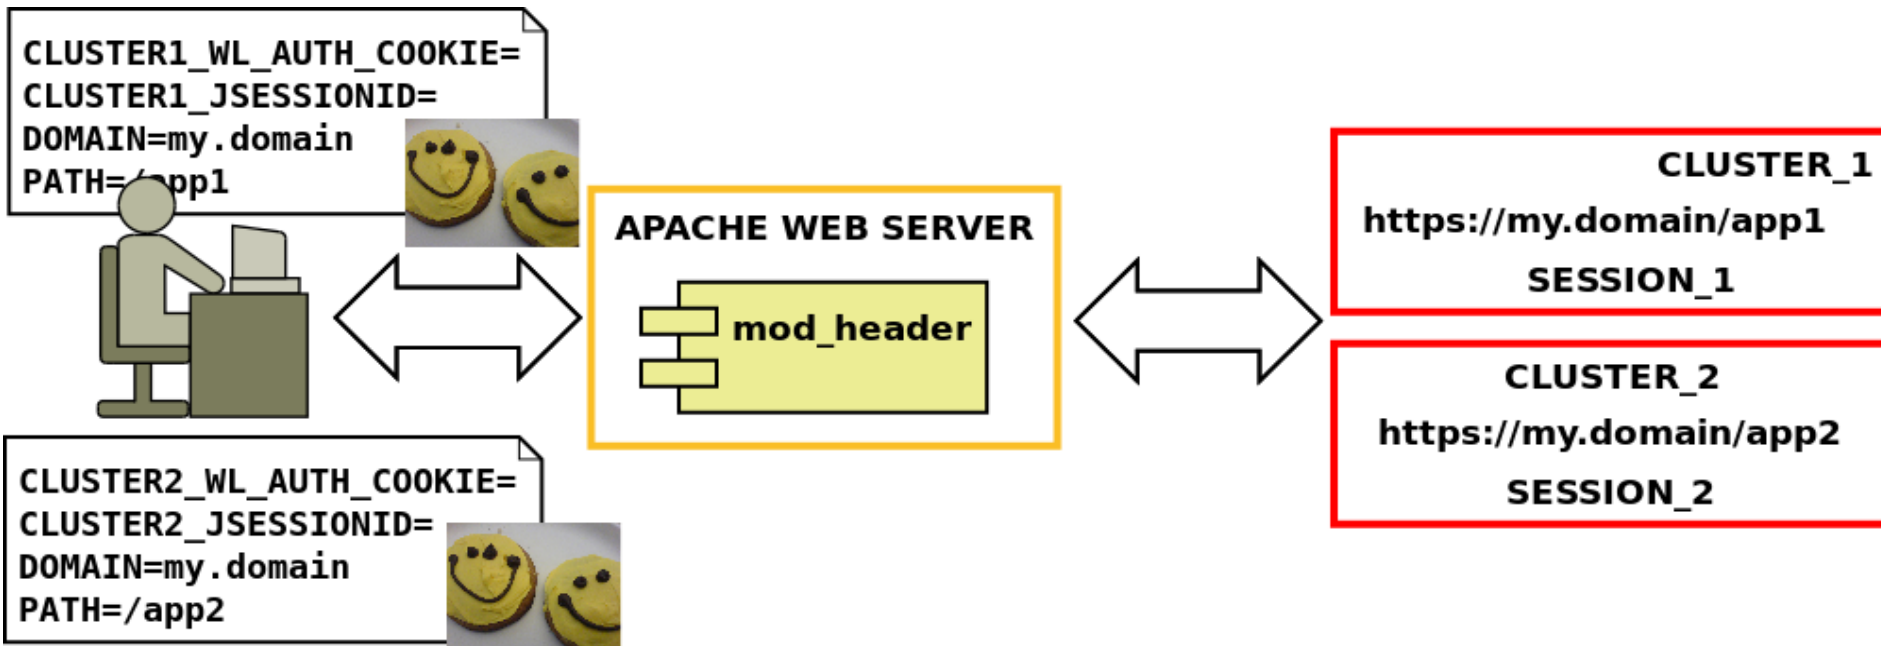 CLUSTER1_WL_AUTH_COOKIE=
CLUSTER1_JSESSIONID=
DOMAIN=my.domain
PATH=/app1
APACHE WEB SERVER
mod_header
CLUSTER_1
https://my.domain/app1
SESSION_1
CLUSTER_2
https://my.domain/app2
SESSION_2
CLUSTER2_WL_AUTH_COOKIE=
CLUSTER2_JSESSIONID=
DOMAIN=my.domain
PATH=/app2